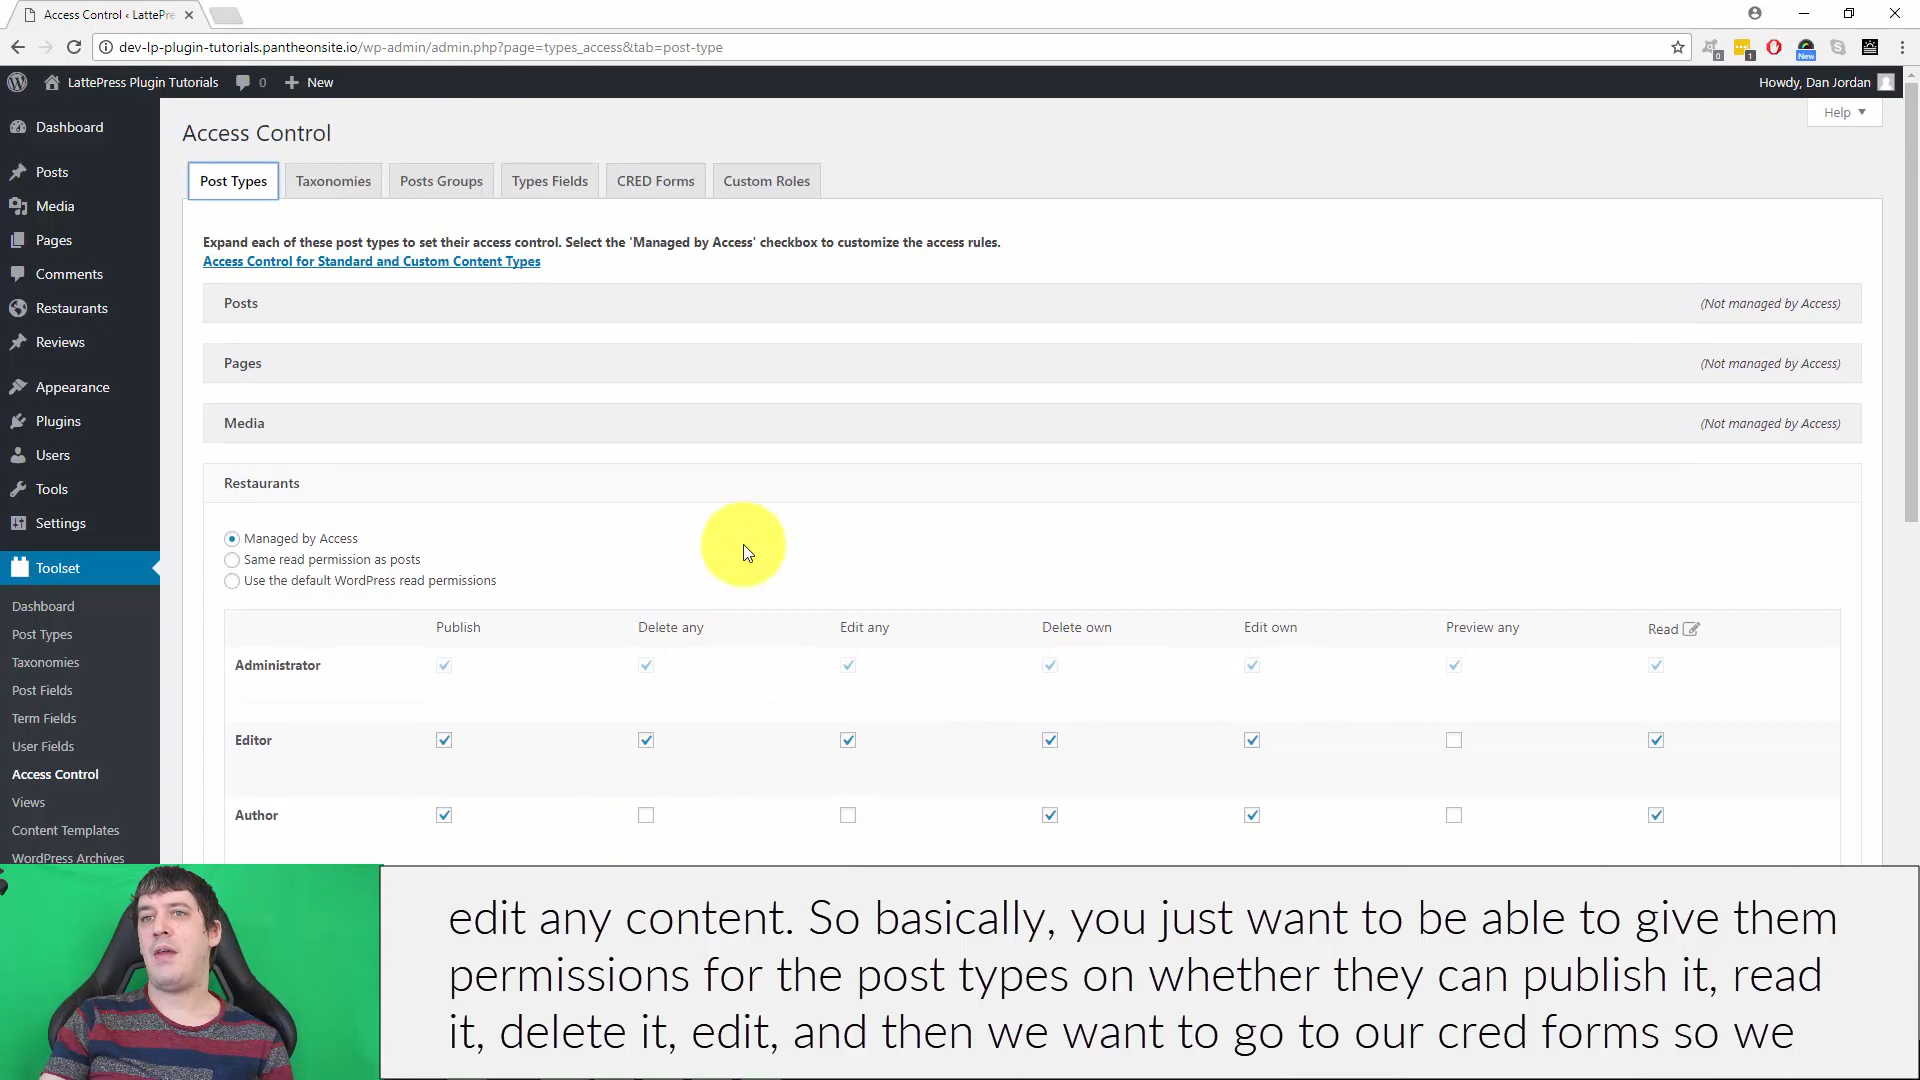 Access Control ‹ LattePre
dev-lp-plugin-tutorials.pantheonsite.io/wp-admin/admin.php?page=types_access&tab=post-type
0
1
New
LattePress Plugin Tutorials
0
New
Howdy, Dan Jordan
Help
Dashboard
Posts
Media
Pages
Comments
Restaurants
Reviews
Appearance
Plugins
Users
Tools
Settings
Toolset
Dashboard
Post Types
Taxonomies
Post Fields
Term Fields
User Fields
Access Control
Views
Content Templates
WordPress Archives
Access Control
Post Types
Taxonomies
Posts Groups
Types Fields
CRED Forms
Custom Roles
Expand each of these post types to set their access control. Select the 'Managed by Access' checkbox to customize the access rules.
Access Control for Standard and Custom Content Types
Posts (Not managed by Access)
Pages (Not managed by Access)
Media (Not managed by Access)
Restaurants
Managed by Access
Same read permission as posts
Use the default WordPress read permissions
Publish Delete any Edit any Delete own Edit own Preview any Read
Administrator
Editor
Author
edit any content. So basically, you just want to be able to give them
permissions for the post types on whether they can publish it, read
it, delete it, edit, and then we want to go to our cred forms so we